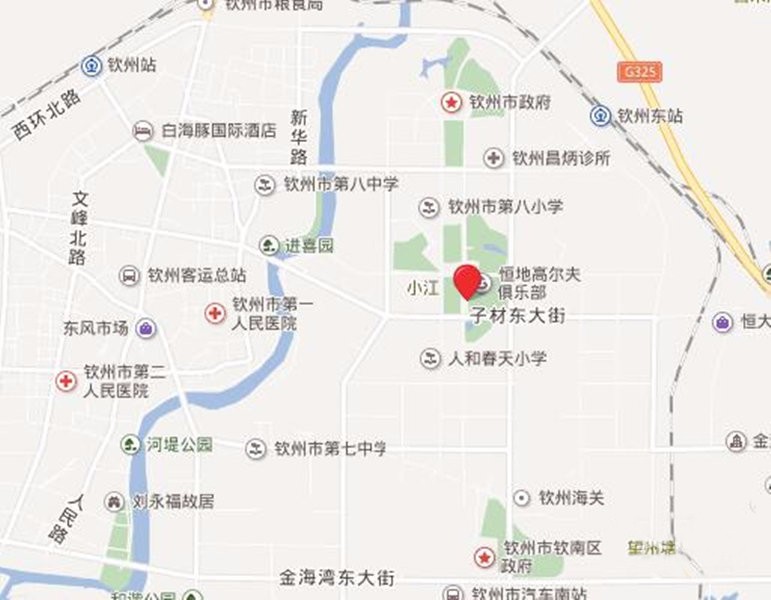 钦州市粮食局
钦州站
G325
西环北路
钦州市政府
新华路
钦州东站
白海豚国际酒店
钦州昌炳诊所
钦州市第八中学
文峰北路
钦州市第八小学
进喜园
钦州客运总站
恒地高尔夫
俱乐部
小江
钦州市第一
人民医院
子材东大街
东风市场
恒大
人和春天小学
钦州市第二
人民医院
河堤公园
钦州市第七中学
刘永福故居
钦州海关
人民路
钦州市钦南区
政府
望州塘
金海湾东大街
钦州市汽车南站
和谐公园